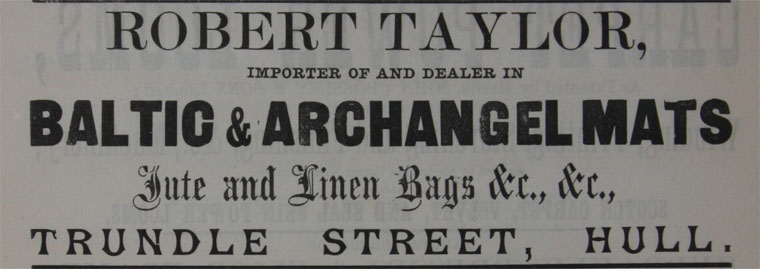 ROBERT TAYLOR,
IMPORTER OF AND DEALER IN
BALTIC & ARCHANGEL MATS
Jute and Linen Bags &c., &c.,
TRUNDLE STREET, HULL.